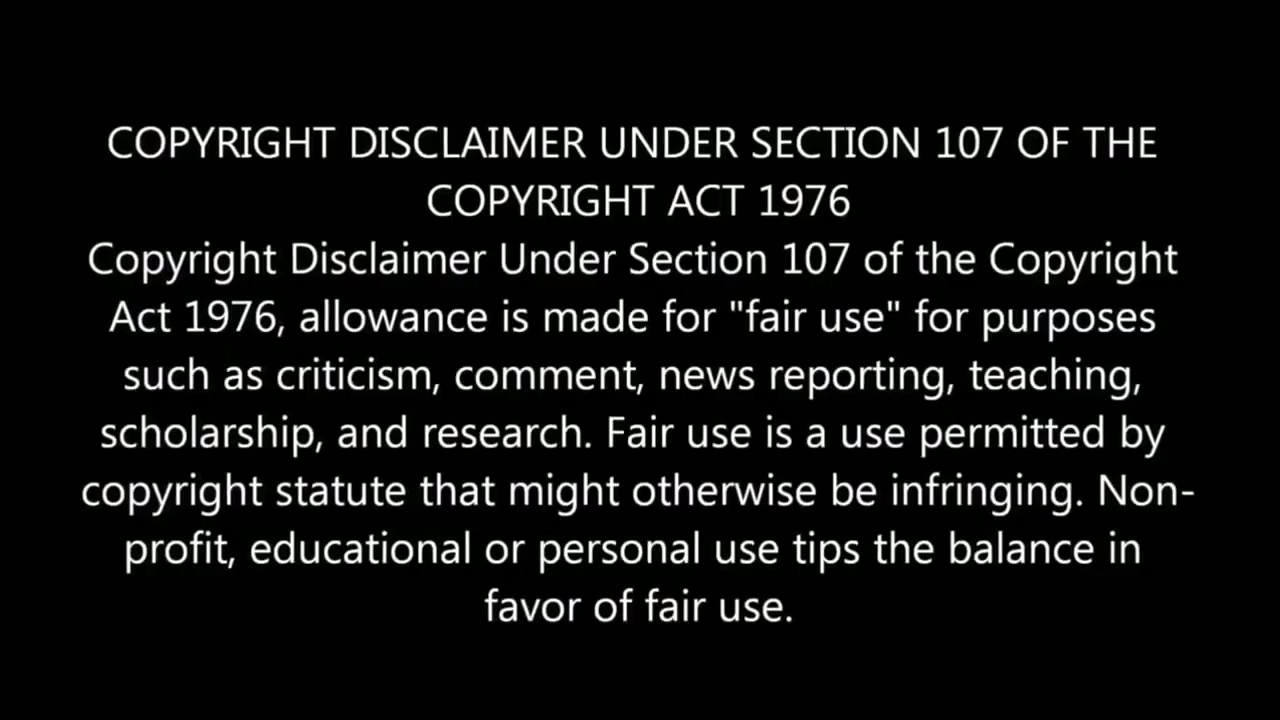 COPYRIGHT DISCLAIMER UNDER SECTION 107 OF THE
COPYRIGHT ACT 1976
Copyright Disclaimer Under Section 107 of the Copyright
Act 1976, allowance is made for "fair use" for purposes
such as criticism, comment, news reporting, teaching,
scholarship, and research. Fair use is a use permitted by
copyright statute that might otherwise be infringing. Non-
profit, educational or personal use tips the balance in
favor of fair use.